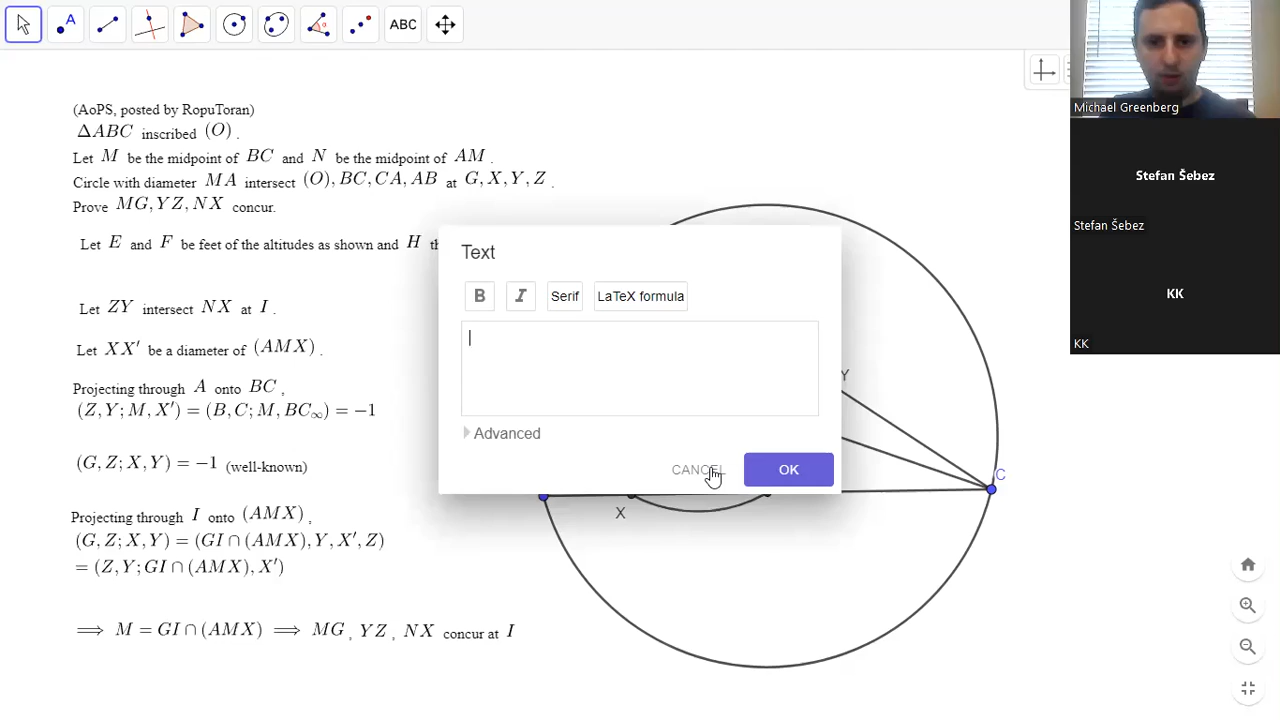 ABC
Michael Greenberg
Stefan Šebez
Stefan Šebez
KK
KK
(AoPS, posted by RopuToran)
ΔABC inscribed (O) .
Let M be the midpoint of BC and N be the midpoint of AM .
Circle with diameter MA intersect (O), BC, CA, AB at G, X, Y, Z .
Prove MG, YZ, NX concur.
Let E and F be feet of the altitudes as shown and H
Let ZY intersect NX at I .
Let XX′ be a diameter of (AMX) .
Projecting through A onto BC ,
(Z, Y; M, X′) = (B, C; M, BC∞) = −1
(G, Z; X, Y) = −1 (well-known)
Projecting through I onto (AMX) ,
(G, Z; X, Y) = (GI ∩ (AMX), Y, X′, Z)
= (Z, Y; GI ∩ (AMX), X′)
⟹ M = GI ∩ (AMX) ⟹ MG , YZ , NX concur at I
Text
B I Serif LaTeX formula
Advanced
CANCEL OK
Y
C
X